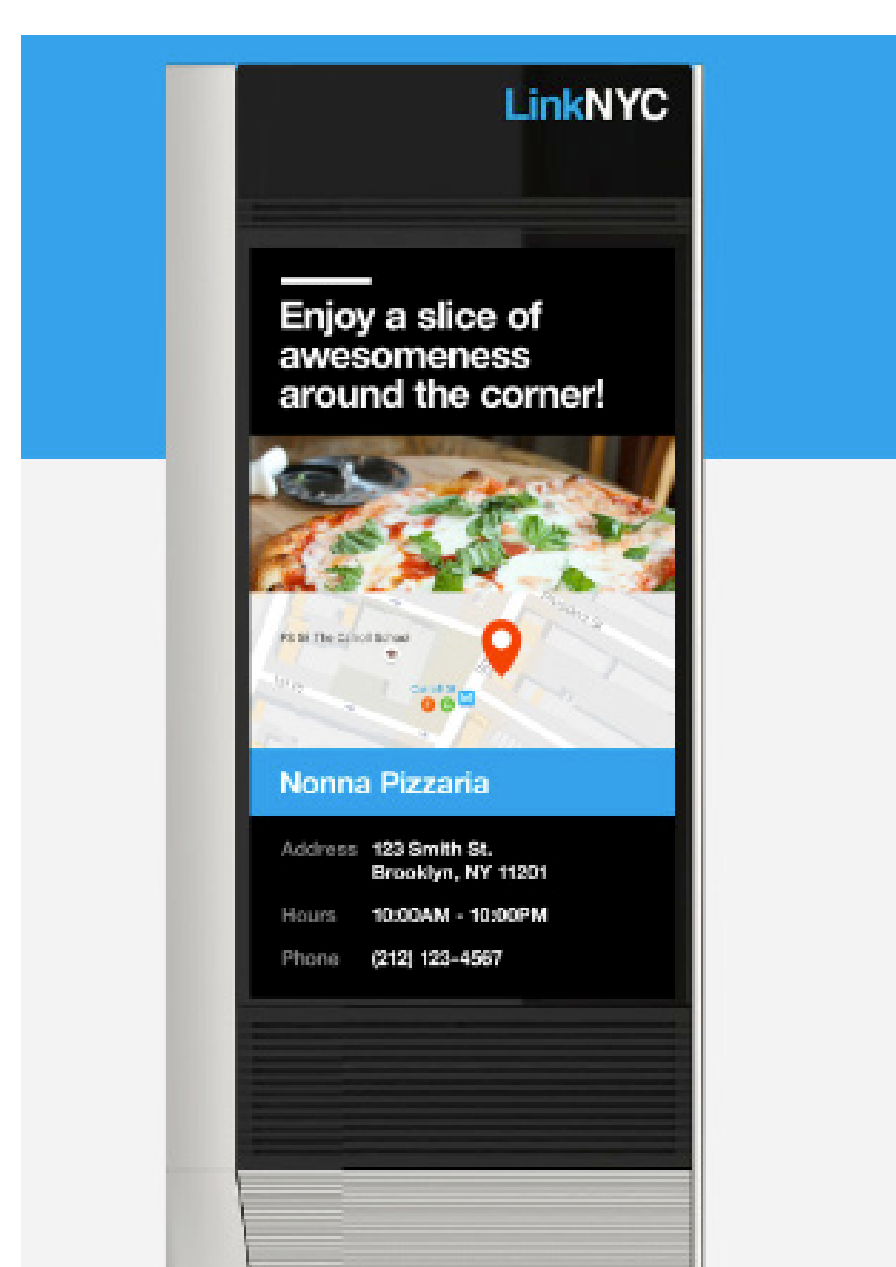 LinkNYC
Enjoy a slice of
awesomeness
around the corner!
School
Nonna Pizzaria
Address 123 Smith St.
Brooklyn, NY 11201
Hours 10:00AM - 10:00PM
Phone (212) 123-4567